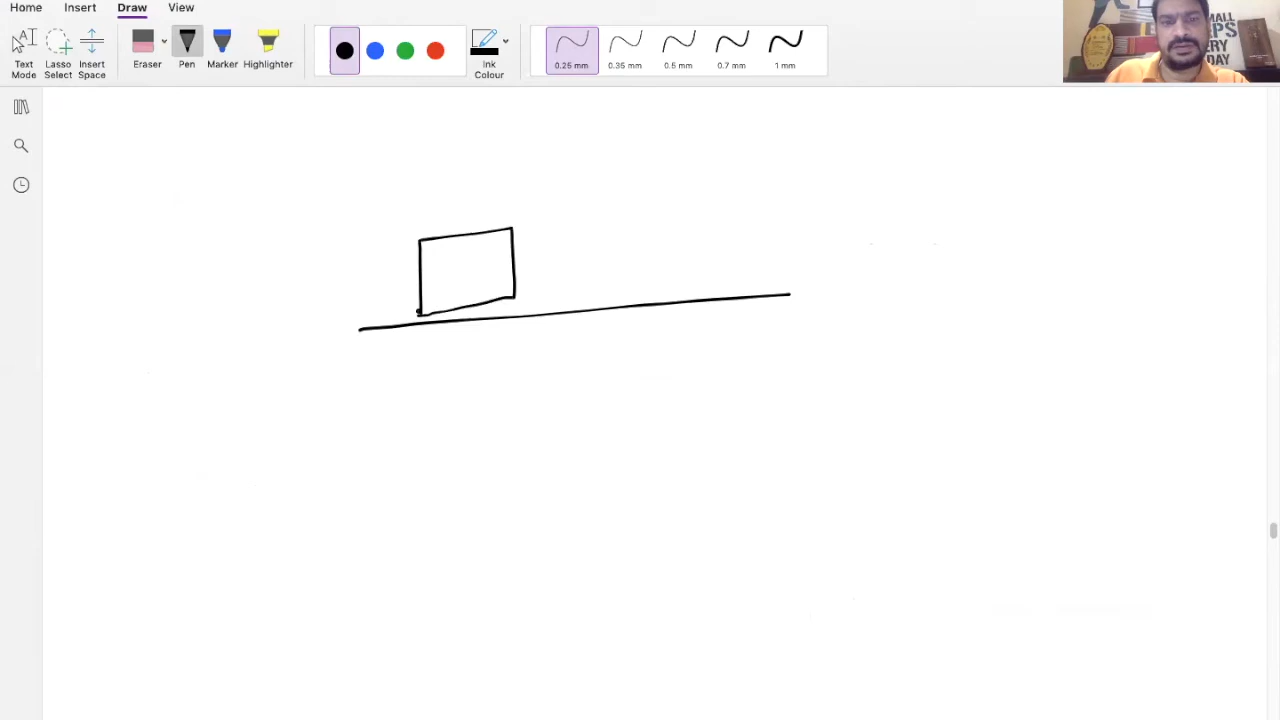 Home Insert Draw View
Text Mode
Lasso Select
Insert Space
Eraser
Pen
Marker
Highlighter
Ink Colour
0.25 mm
0.35 mm
0.5 mm
0.7 mm
1 mm
DAY